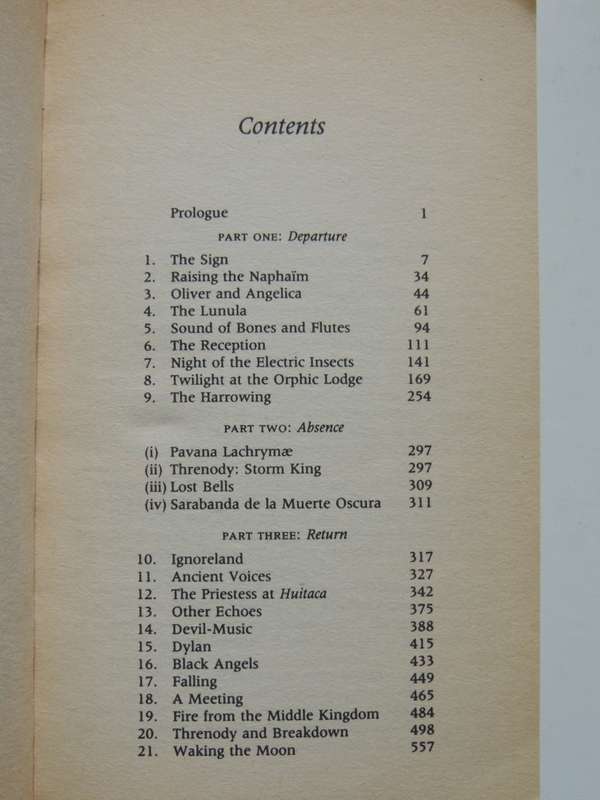 Contents
Prologue 1
PART ONE: Departure
1. The Sign 7
2. Raising the Naphaïm 34
3. Oliver and Angelica 44
4. The Lunula 61
5. Sound of Bones and Flutes 94
6. The Reception 111
7. Night of the Electric Insects 141
8. Twilight at the Orphic Lodge 169
9. The Harrowing 254
PART TWO: Absence
(i) Pavana Lachrymæ 297
(ii) Threnody: Storm King 297
(iii) Lost Bells 309
(iv) Sarabanda de la Muerte Oscura 311
PART THREE: Return
10. Ignoreland 317
11. Ancient Voices 327
12. The Priestess at Huitaca 342
13. Other Echoes 375
14. Devil-Music 388
15. Dylan 415
16. Black Angels 433
17. Falling 449
18. A Meeting 465
19. Fire from the Middle Kingdom 484
20. Threnody and Breakdown 498
21. Waking the Moon 557